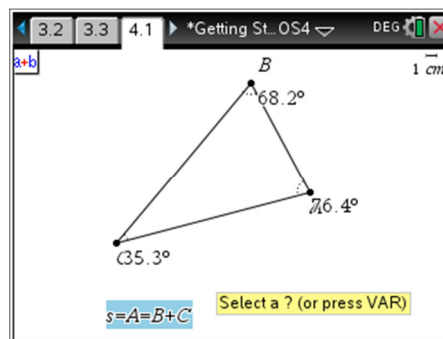 3.2 3.3 4.1 *Getting St...OS4 DEG
a+b
1 cm
B
68.2°
76.4°
C35.3°
s=A=B+C
Select a ? (or press VAR)